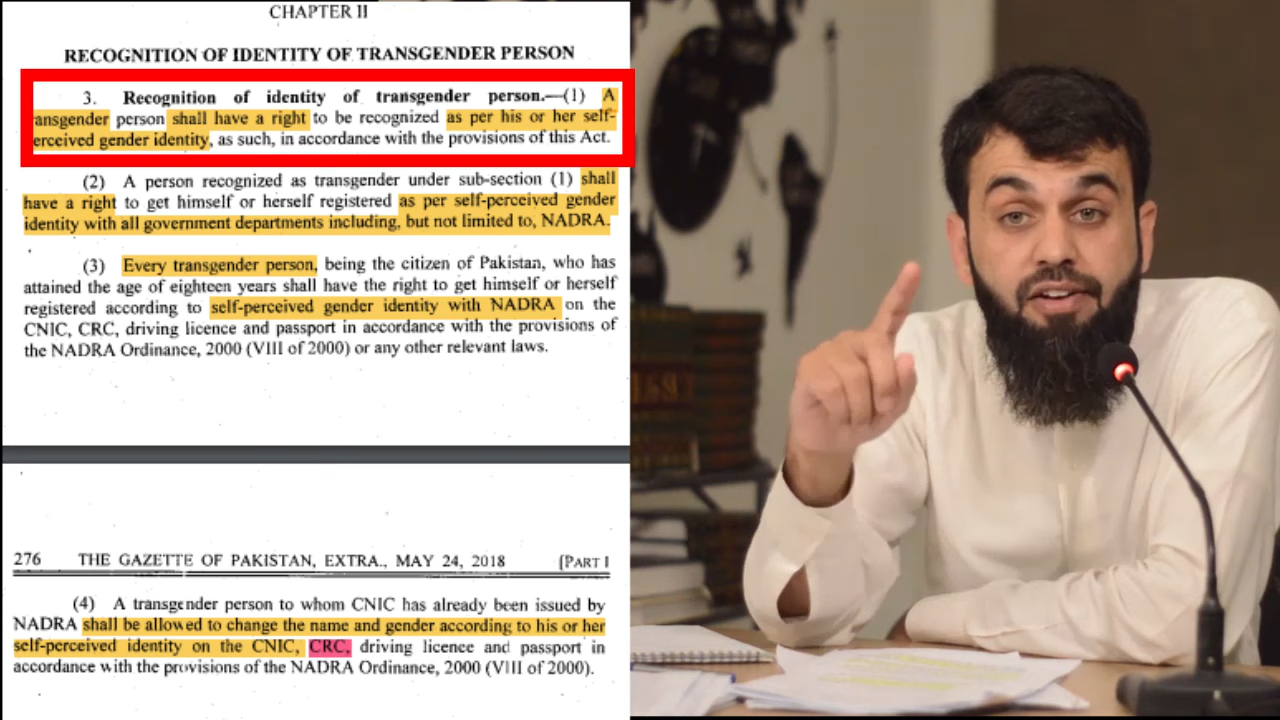 CHAPTER II
RECOGNITION OF IDENTITY OF TRANSGENDER PERSON
3. Recognition of identity of transgender person.—(1) A
ransgender person shall have a right to be recognized as per his or her self-
erceived gender identity, as such, in accordance with the provisions of this Act.
(2) A person recognized as transgender under sub-section (1) shall
have a right to get himself or herself registered as per self-perceived gender
identity with all government departments including, but not limited to, NADRA.
(3) Every transgender person, being the citizen of Pakistan, who has
attained the age of eighteen years shall have the right to get himself or herself
registered according to self-perceived gender identity with NADRA on the
CNIC, CRC, driving licence and passport in accordance with the provisions of
the NADRA Ordinance, 2000 (VIII of 2000) or any other relevant laws.
276 THE GAZETTE OF PAKISTAN, EXTRA., MAY 24, 2018 [PART I
(4) A transgender person to whom CNIC has already been issued by
NADRA shall be allowed to change the name and gender according to his or her
self-perceived identity on the CNIC, CRC, driving licence and passport in
accordance with the provisions of the NADRA Ordinance, 2000 (VIII of 2000).